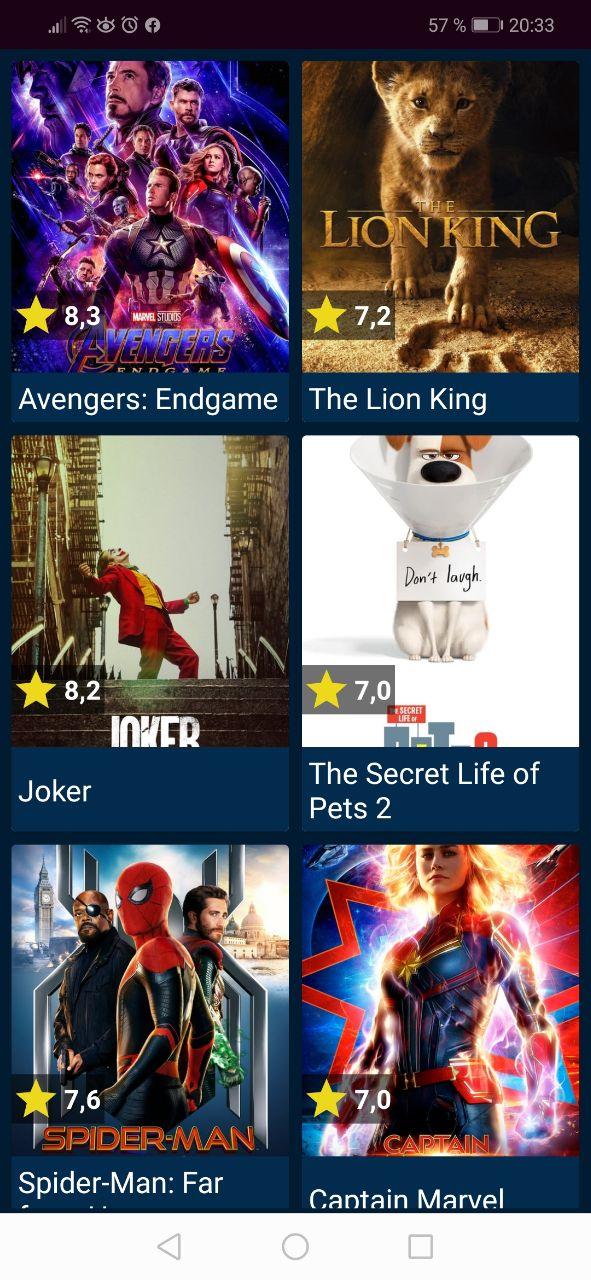 57 % 20:33
MARVEL STUDIOS
AVENGERS
ENDGAME
8,3
Avengers: Endgame
THE
LION KING
7,2
The Lion King
JOKER
8,2
Joker
Don't laugh.
7,0
THE SECRET
LIFE OF
The Secret Life of
Pets 2
7,6
SPIDER-MAN
Spider-Man: Far
7,0
CAPTAIN
Captain Marvel